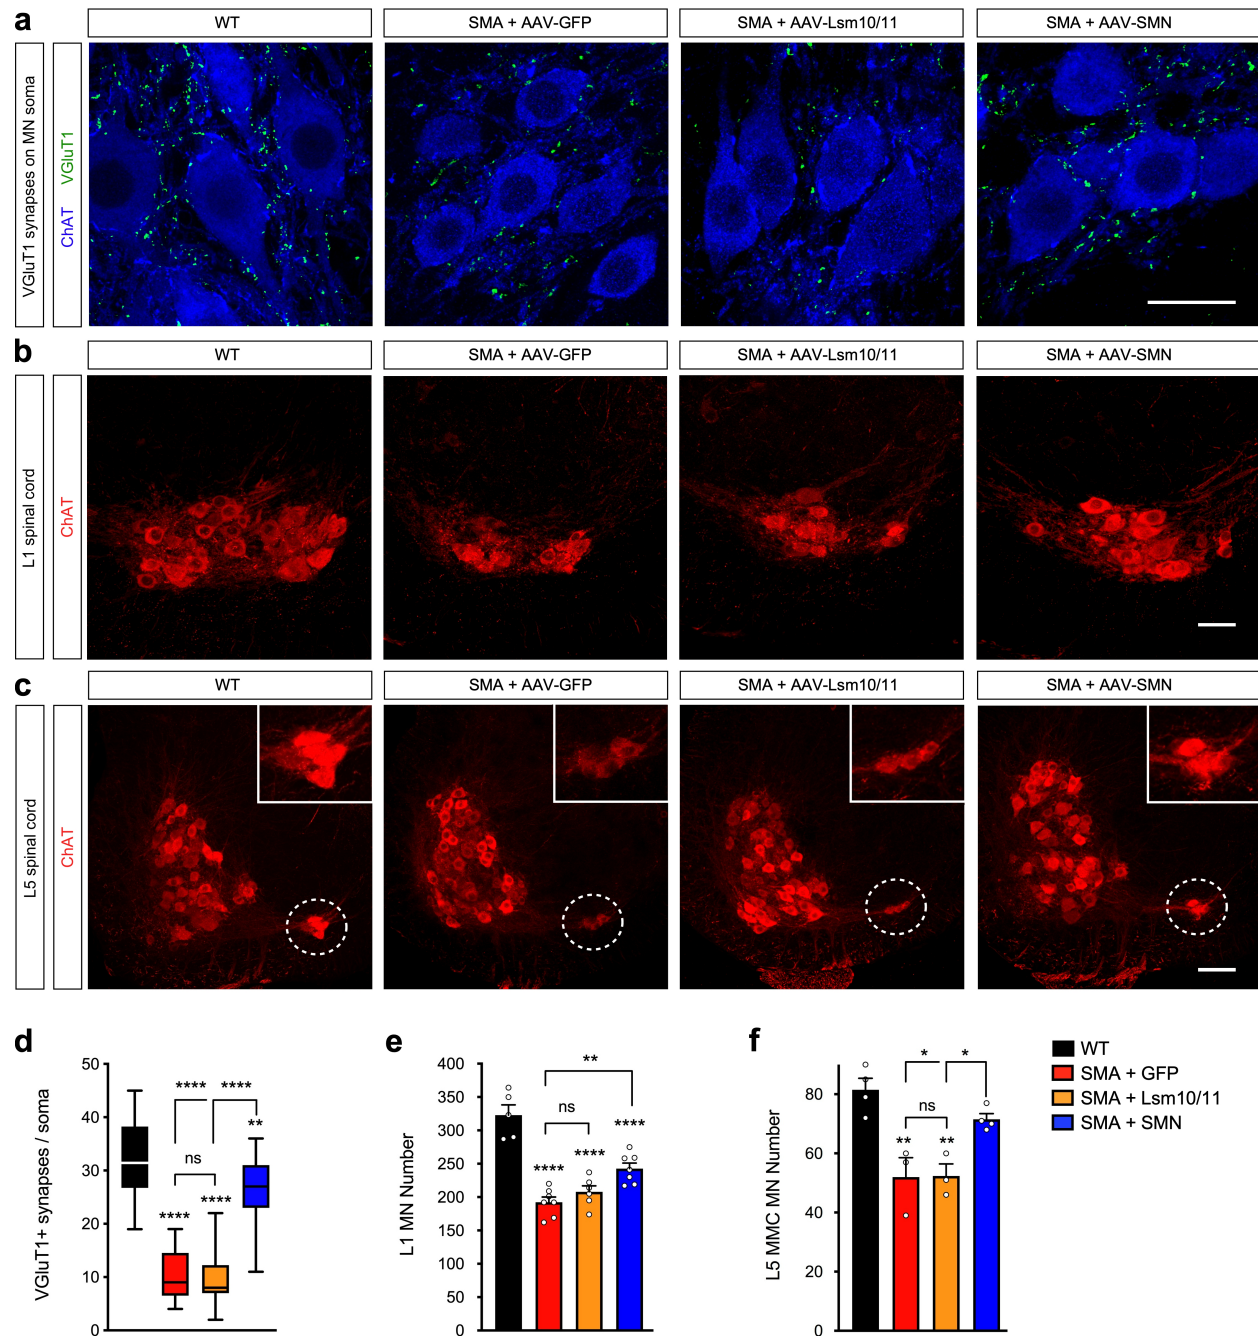 a
WT
SMA + AAV-GFP
SMA + AAV-Lsm10/11
SMA + AAV-SMN
VGluT1 synapses on MN soma
ChAT VGluT1
b
WT
SMA + AAV-GFP
SMA + AAV-Lsm10/11
SMA + AAV-SMN
L1 spinal cord
ChAT
c
WT
SMA + AAV-GFP
SMA + AAV-Lsm10/11
SMA + AAV-SMN
L5 spinal cord
ChAT
d
VGluT1+ synapses / soma
50
40
30
20
10
0
****
****
**
ns
****
****
e
L1 MN Number
400
350
300
250
200
150
100
50
0
**
ns
****
****
****
f
L5 MMC MN Number
80
60
40
20
0
*
*
ns
**
**
WT
SMA + GFP
SMA + Lsm10/11
SMA + SMN